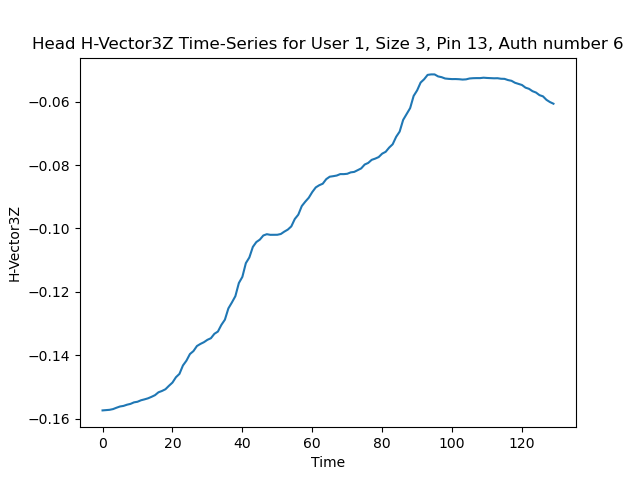 Head H-Vector3Z Time-Series for User 1, Size 3, Pin 13, Auth number 6
−0.06
−0.08
−0.10
−0.12
−0.14
−0.16
H-Vector3Z
0 20 40 60 80 100 120
Time